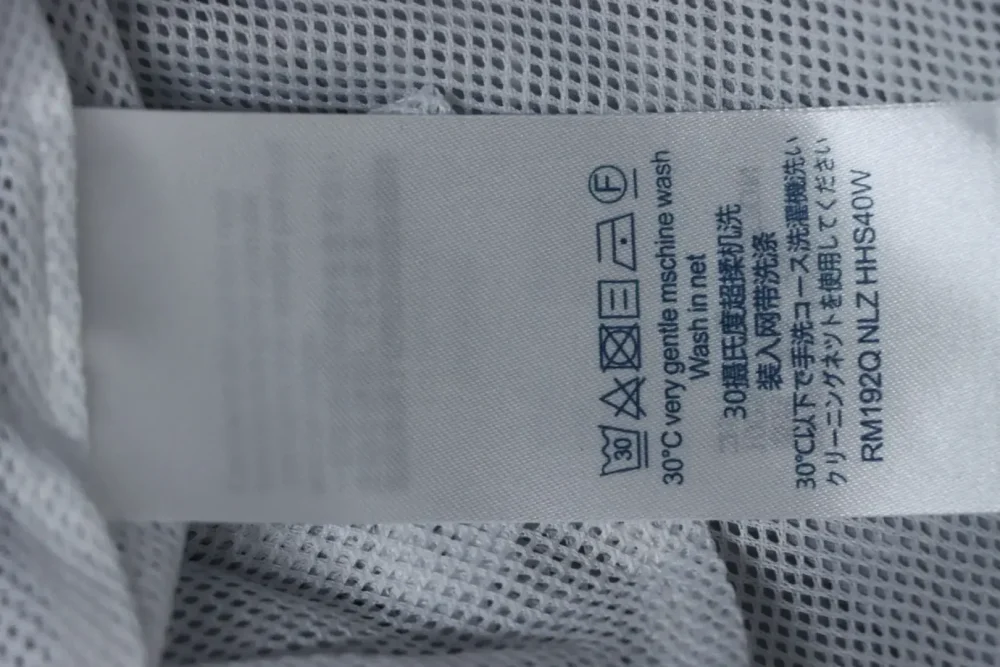 30
F
30°C very gentle mschine wash
Wash in net
30摄氏度超揉机洗
装入网带洗涤
30℃以下で手洗コース洗濯機洗い
クリーニングネットを使用してください
RM192Q NLZ HHS40W